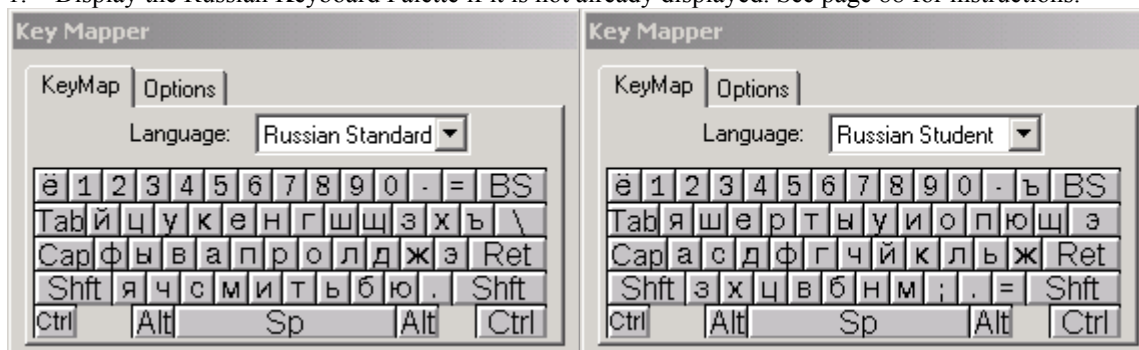 1. Display the Russian Keyboard Palette if it is not already displayed. See page 86 for instructions.
Key Mapper
KeyMap Options
Language: Russian Standard
ё 1 2 3 4 5 6 7 8 9 0 - = BS
Tab й ц у к е н г ш щ з х ъ \
Cap ф ы в а п р о л д ж э Ret
Shft я ч с м и т ь б ю . Shft
Ctrl Alt Sp Alt Ctrl
Key Mapper
KeyMap Options
Language: Russian Student
ё 1 2 3 4 5 6 7 8 9 0 - ъ BS
Tab я ш е р т ы у и о п ю щ э
Cap а с д ф г ч й к л ь ж Ret
Shft з х ц в б н м ; . = Shft
Ctrl Alt Sp Alt Ctrl